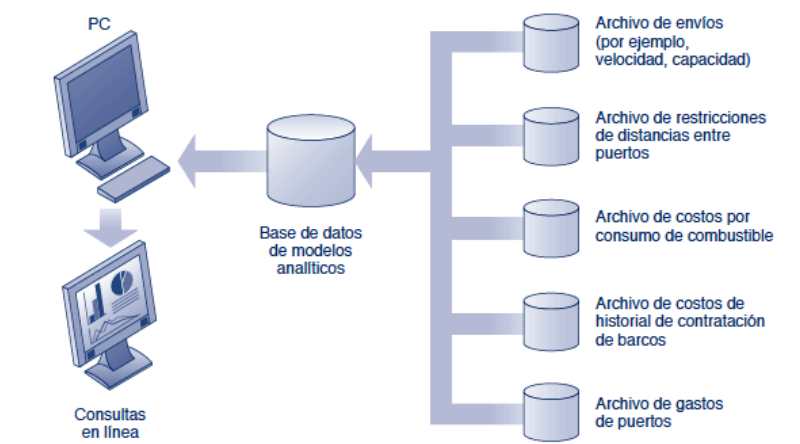 PC
Base de datos
de modelos
analíticos
Consultas
en línea
Archivo de envíos
(por ejemplo,
velocidad, capacidad)
Archivo de restricciones
de distancias entre
puertos
Archivo de costos por
consumo de combustible
Archivo de costos de
historial de contratación
de barcos
Archivo de gastos
de puertos